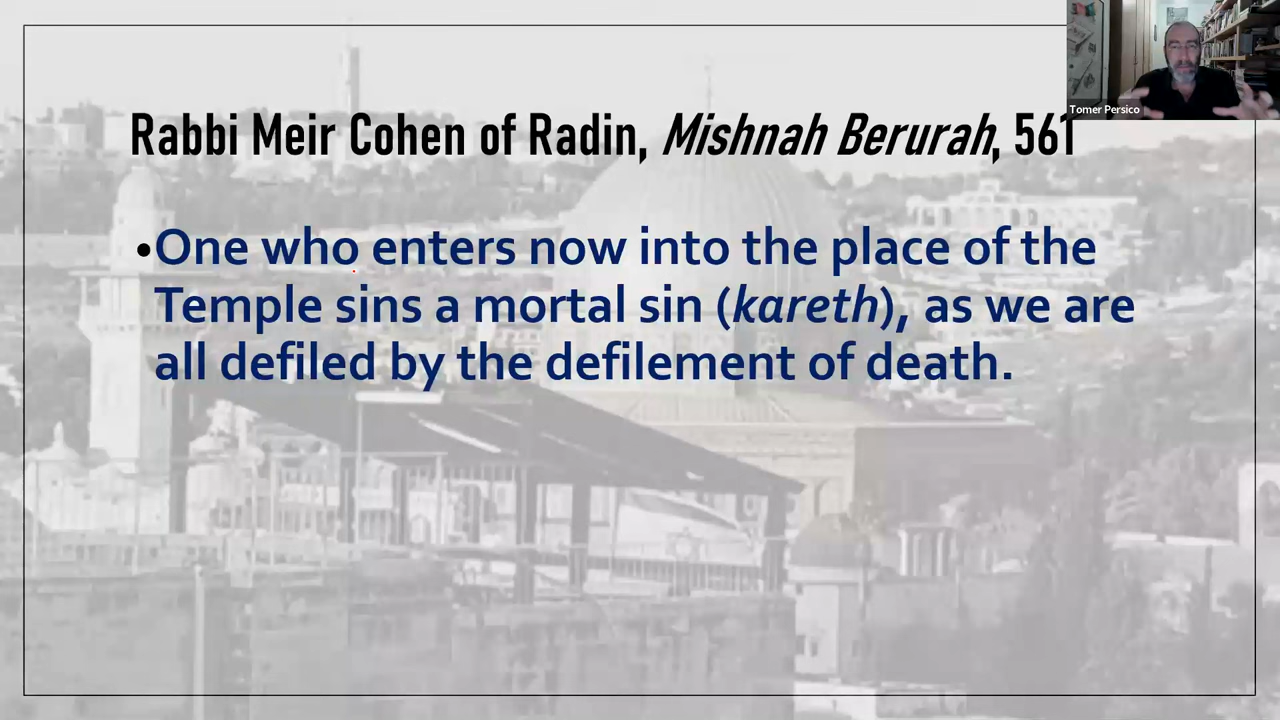 Tomer Persico
Rabbi Meir Cohen of Radin, Mishnah Berurah, 561
•One who enters now into the place of the
Temple sins a mortal sin (kareth), as we are
all defiled by the defilement of death.